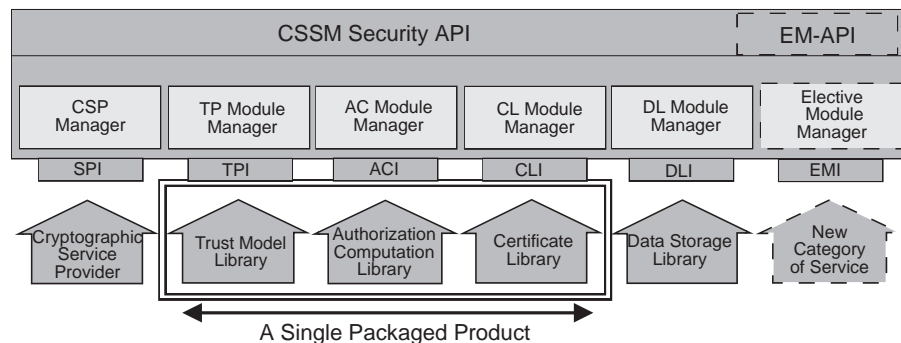 CSSM Security API
EM-API
CSP
Manager
TP Module
Manager
AC Module
Manager
CL Module
Manager
DL Module
Manager
Elective
Module
Manager
SPI
TPI
ACI
CLI
DLI
EMI
Cryptographic
Service
Provider
Trust Model
Library
Authorization
Computation
Library
Certificate
Library
Data Storage
Library
New
Category
of Service
A Single Packaged Product